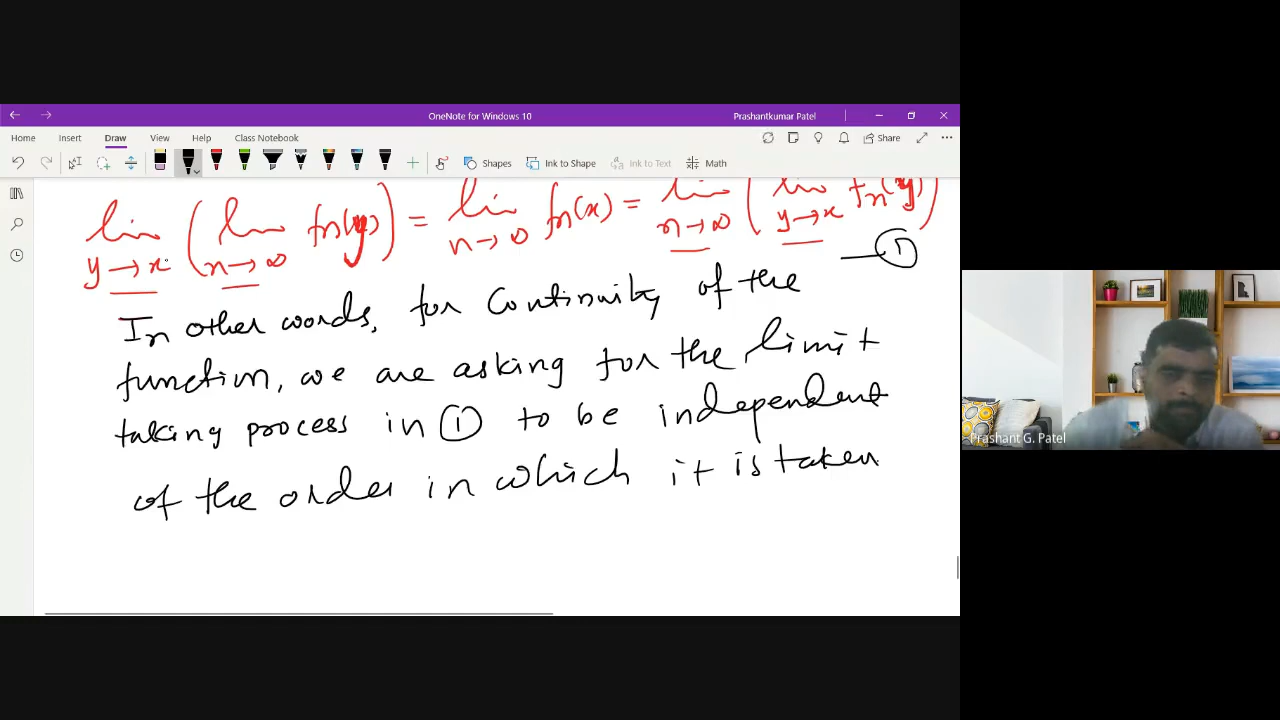 OneNote for Windows 10
Prashantkumar Patel
Home Insert Draw View Help Class Notebook
Share
Shapes Ink to Shape Ink to Text Math
lim y→x ( lim n→∞ fn(y) ) = lim n→∞ fn(x) = lim n→∞ ( lim y→x fn(y) )
— ①
In other words, for continuity of the
function, we are asking for the limit
taking process in ① to be independent
of the order in which it is taken.
Prashant G. Patel